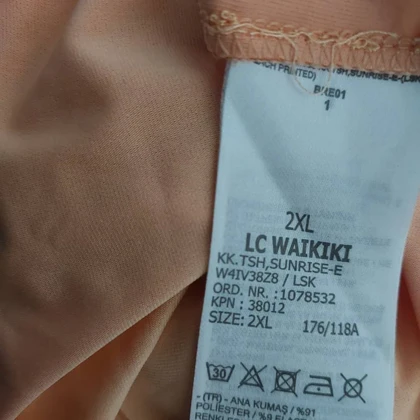 BRE01
1
2XL
LC WAIKIKI
KK.TSH,SUNRISE-E
W4IV38Z8 / LSK
ORD. NR. :1078532
KPN : 38012
SIZE: 2XL 176/118A
30
- (TR) - ANA KUMAŞ / %91
POLİESTER / %9 ELAS